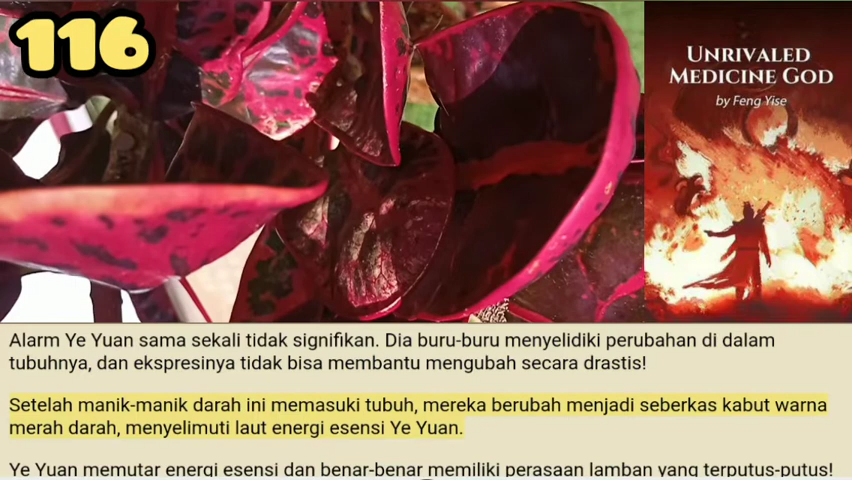 116
UNRIVALED
MEDICINE GOD
by Feng Yise
Alarm Ye Yuan sama sekali tidak signifikan. Dia buru-buru menyelidiki perubahan di dalam
tubuhnya, dan ekspresinya tidak bisa membantu mengubah secara drastis!
Setelah manik-manik darah ini memasuki tubuh, mereka berubah menjadi seberkas kabut warna
merah darah, menyelimuti laut energi esensi Ye Yuan.
Ye Yuan memutar energi esensi dan benar-benar memiliki perasaan lamban yang terputus-putus!